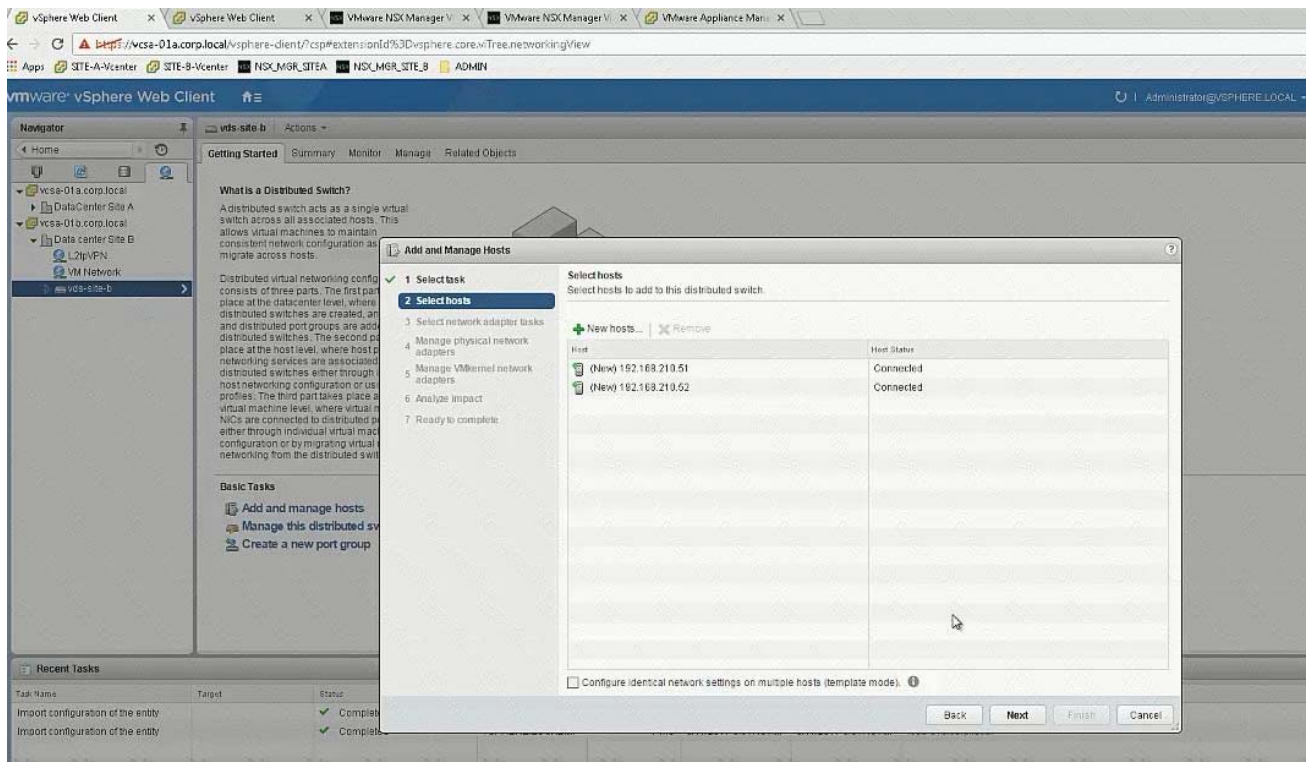 vSphere Web Client
vSphere Web Client
VMware NSX Manager V
VMware NSX Manager Vi
VMware Appliance Man
https://vcsa-01a.corp.local/vsphere-client/?csp#extensionId%3Dvsphere.core.viTree.networkingView
Apps SITE-A-Vcenter SITE-B-Vcenter NSX_MGR_SITEA NSX_MGR_SITE_B ADMIN
vmware vSphere Web Client
Administrator@VSPHERE.LOCAL
Navigator
Home
vcsa-01a.corp.local
DataCenter Site A
vcsa-01b.corp.local
Data center Site B
L2tpVPN
VM Network
vds-site-b
vds-site-b Actions
Getting Started Summary Monitor Manage Related Objects
What is a Distributed Switch?
A distributed switch acts as a single virtual
switch across all associated hosts. This
allows virtual machines to maintain
consistent network configuration as
migrate across hosts.
Distributed virtual networking config
consists of three parts. The first part
place at the datacenter level, where
distributed switches are created, an
and distributed port groups are adde
distributed switches. The second pa
place at the host level, where host p
networking services are associated
distributed switches either through i
host networking configuration or usi
profiles. The third part takes place a
virtual machine level, where virtual m
NICs are connected to distributed p
either through individual virtual mac
configuration or by migrating virtual
networking from the distributed swit
Basic Tasks
Add and manage hosts
Manage this distributed sw
Create a new port group
Add and Manage Hosts
1 Select task
2 Select hosts
3 Select network adapter tasks
4 Manage physical network
adapters
5 Manage VMkernel network
adapters
6 Analyze impact
7 Ready to complete
Select hosts
Select hosts to add to this distributed switch.
New hosts... Remove
Host Host Status
(New) 192.168.210.51 Connected
(New) 192.168.210.52 Connected
Configure identical network settings on multiple hosts (template mode).
Back Next Finish Cancel
Recent Tasks
Task Name Target Status
Import configuration of the entity Complet
Import configuration of the entity Complete